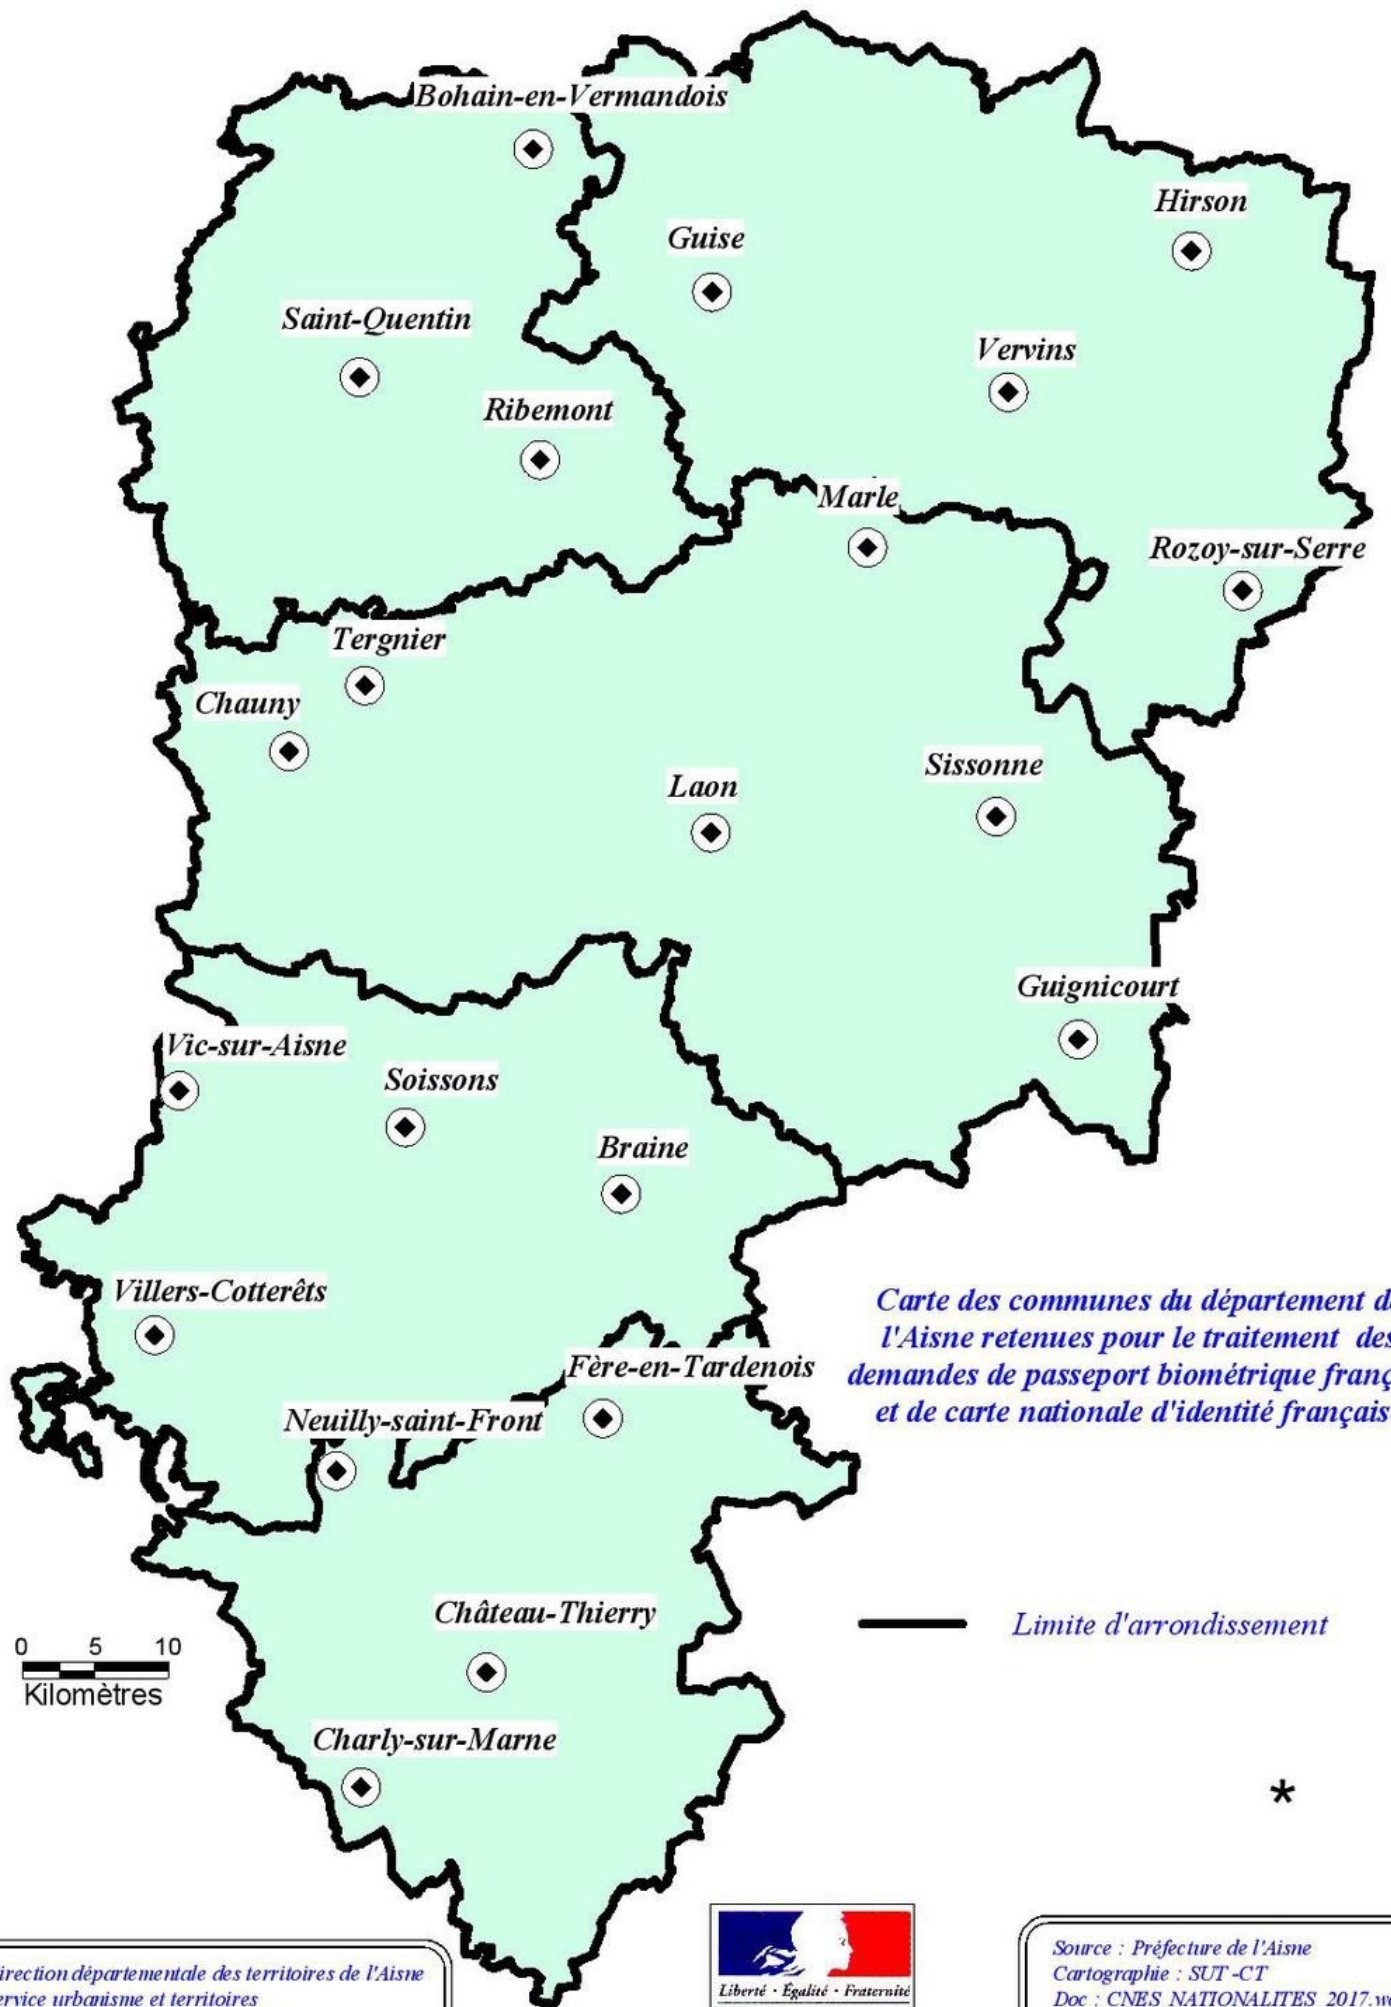 Bohain-en-Vermandois
Hirson
Guise
Saint-Quentin
Vervins
Ribemont
Marle
Rozoy-sur-Serre
Tergnier
Chauny
Sissonne
Laon
Guignicourt
Vic-sur-Aisne
Soissons
Braine
Villers-Cotterêts
Carte des communes du département d
l'Aisne retenues pour le traitement des
demandes de passeport biométrique franç
et de carte nationale d'identité français
Fère-en-Tardenois
Neuilly-saint-Front
Château-Thierry
Limite d'arrondissement
0 5 10
Kilomètres
Charly-sur-Marne
*
irection départementale des territoires de l'Aisne
ervice urbanisme et territoires
Liberté · Égalité · Fraternité
Source : Préfecture de l'Aisne
Cartographie : SUT -CT
Doc : CNES_NATIONALITES_2017.w